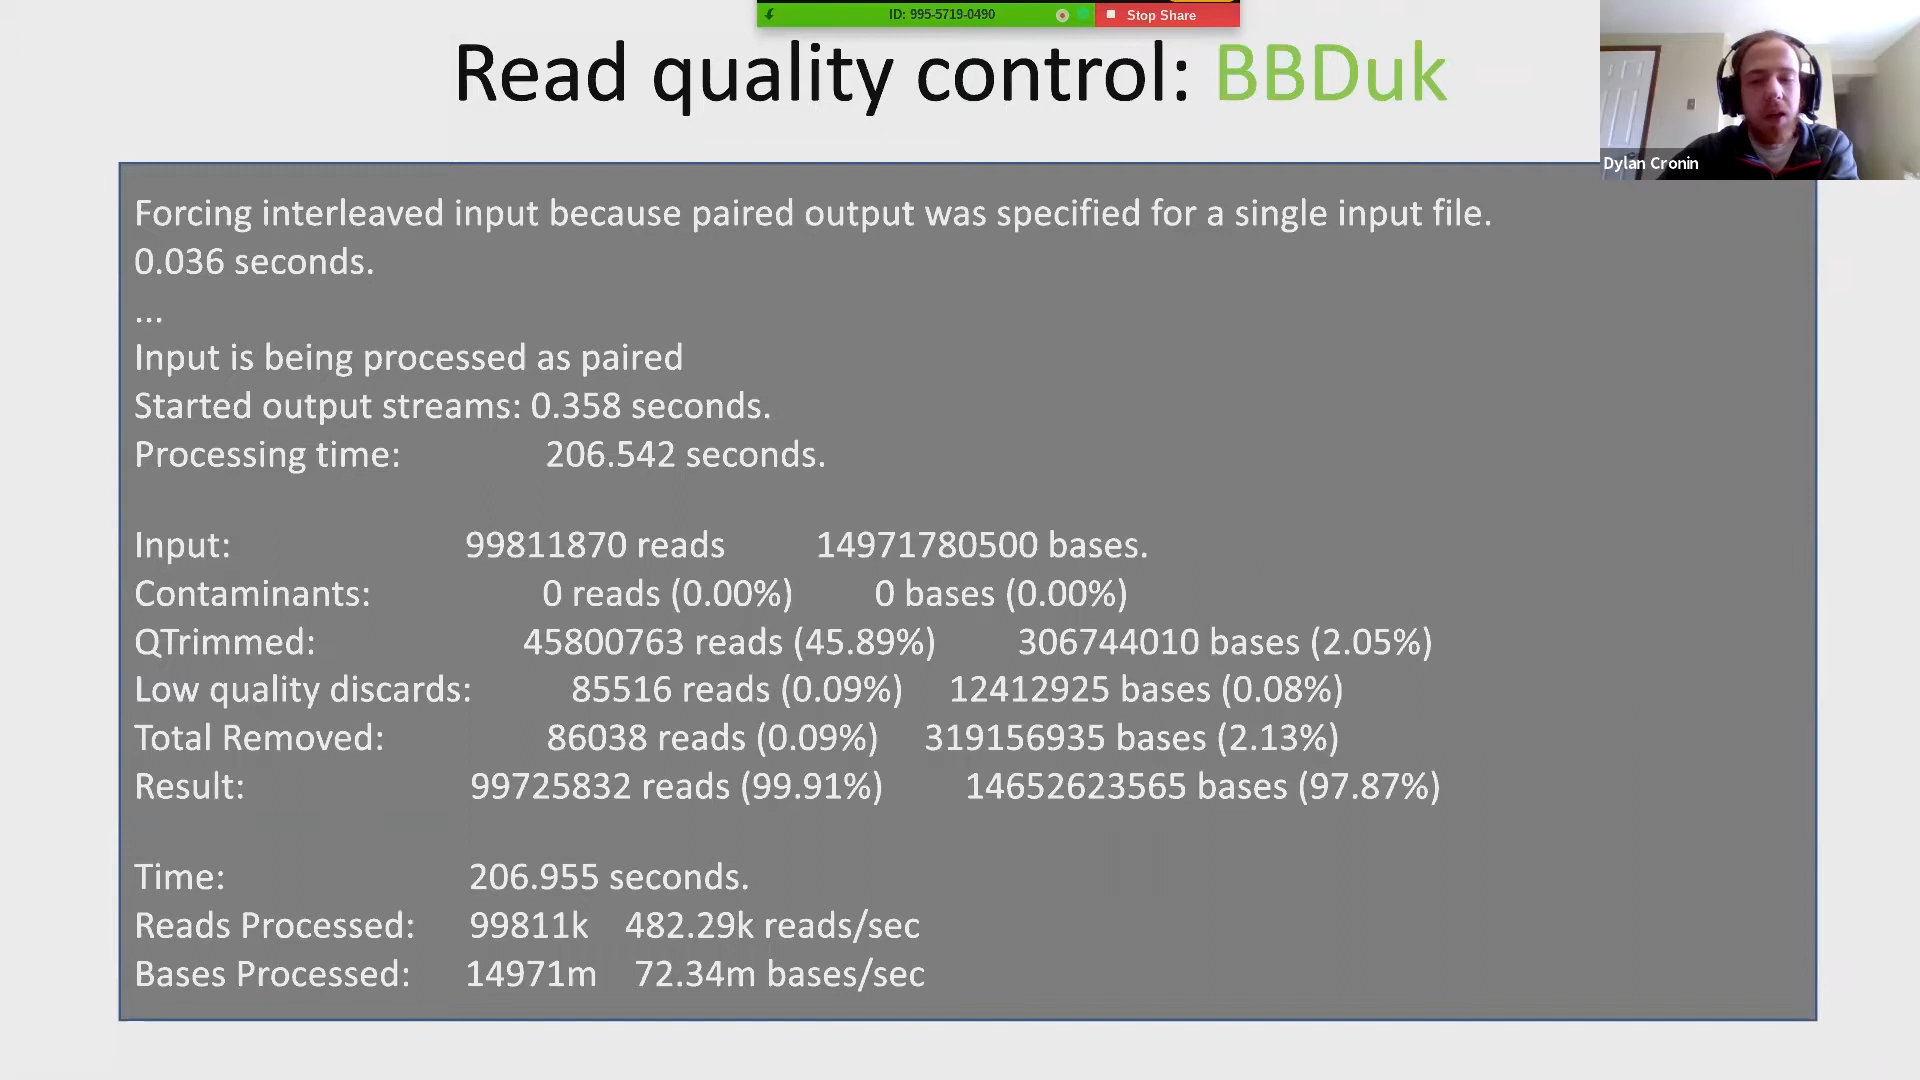 ID: 995-5719-0490 Stop Share
Read quality control: BBDuk
Dylan Cronin
Forcing interleaved input because paired output was specified for a single input file.
0.036 seconds.
...
Input is being processed as paired
Started output streams: 0.358 seconds.
Processing time: 206.542 seconds.
Input: 99811870 reads 14971780500 bases.
Contaminants: 0 reads (0.00%) 0 bases (0.00%)
QTrimmed: 45800763 reads (45.89%) 306744010 bases (2.05%)
Low quality discards: 85516 reads (0.09%) 12412925 bases (0.08%)
Total Removed: 86038 reads (0.09%) 319156935 bases (2.13%)
Result: 99725832 reads (99.91%) 14652623565 bases (97.87%)
Time: 206.955 seconds.
Reads Processed: 99811k 482.29k reads/sec
Bases Processed: 14971m 72.34m bases/sec